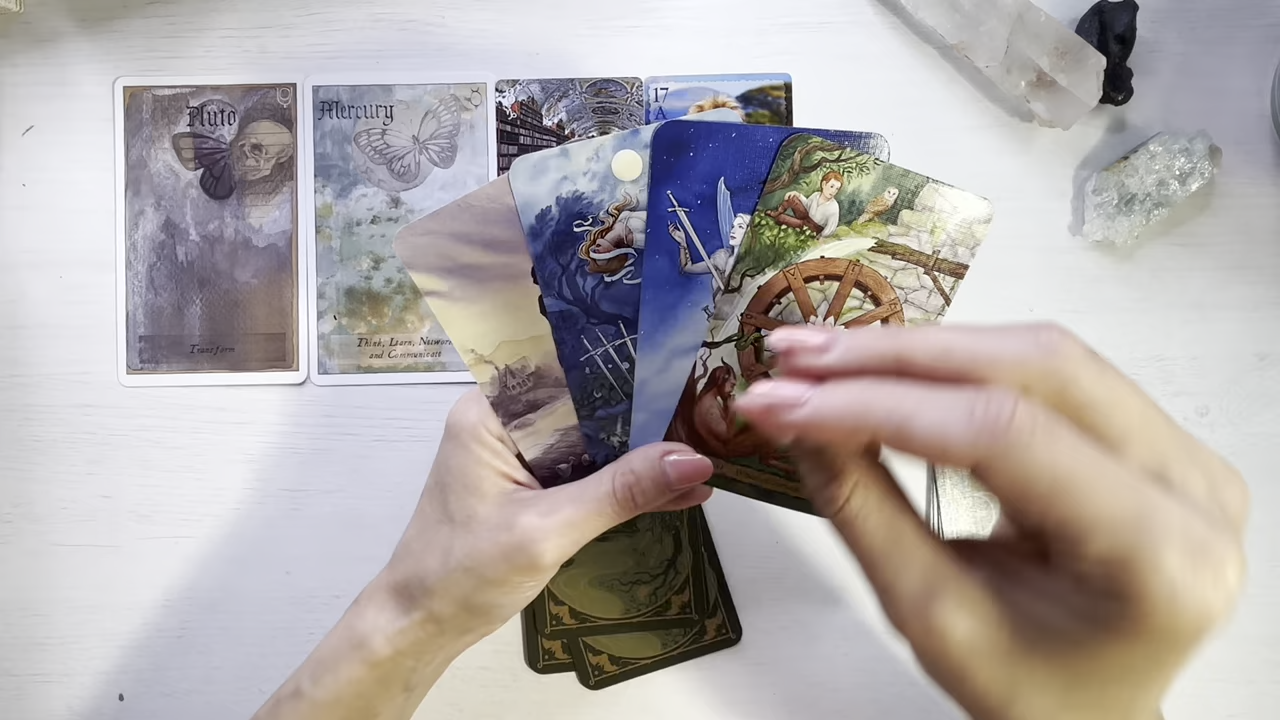 Pluto
Transform
Mercury
Think, Learn, Network
and Communicate
17
A